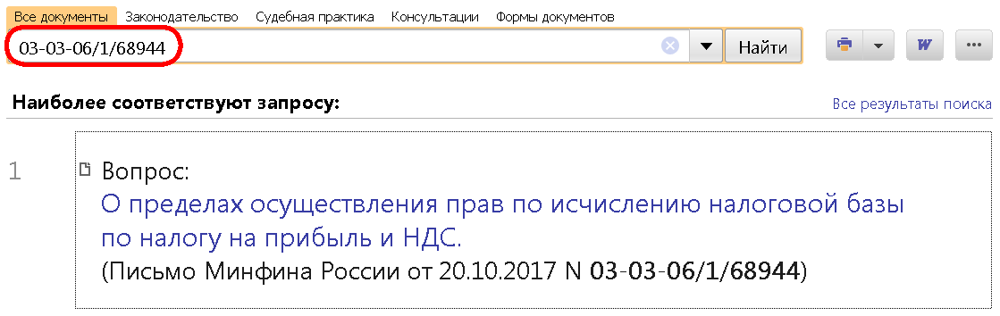 Все документы Законодательство Судебная практика Консультации Формы документов
03-03-06/1/68944 Найти W ...
Наиболее соответствуют запросу: Все результаты поиска
1 Вопрос:
О пределах осуществления прав по исчислению налоговой базы
по налогу на прибыль и НДС.
(Письмо Минфина России от 20.10.2017 N 03-03-06/1/68944)